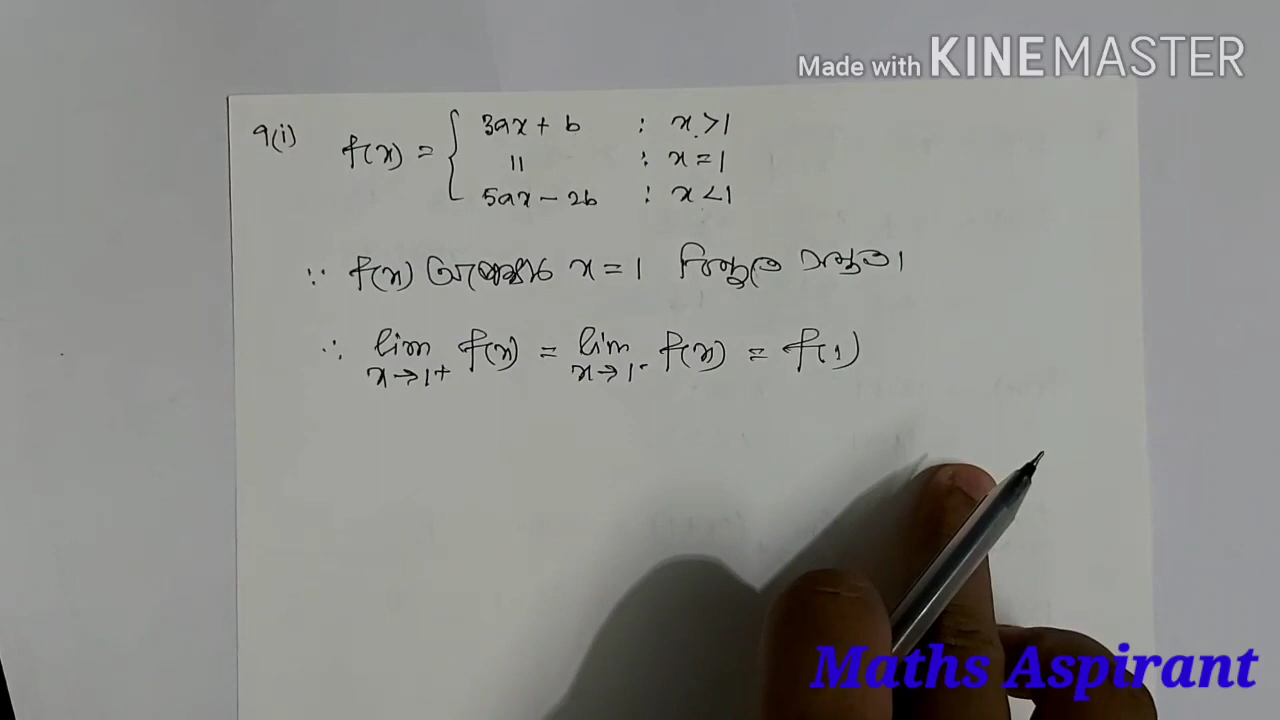 Made with KINEMASTER
9(i) f(x) = { 3ax + b : x > 1
11 : x = 1
5ax - 2b : x < 1
∵ f(x) x = 1 বিন্দুতে সন্তত।
∴ lim x→1+ f(x) = lim x→1- f(x) = f(1)
Maths Aspirant